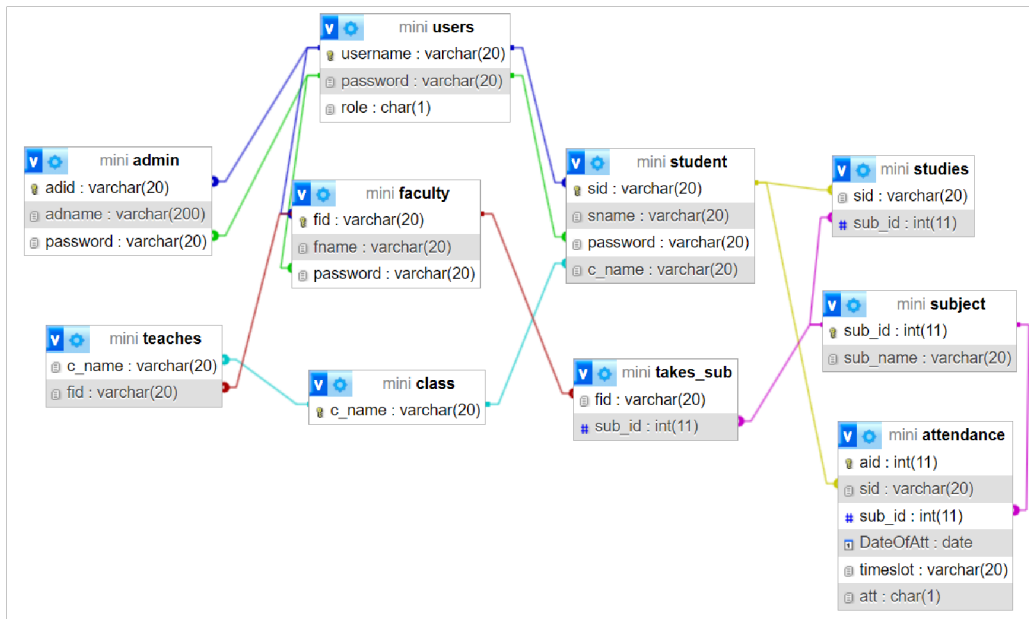 mini users
username : varchar(20)
password : varchar(20)
role : char(1)
V mini admin
adid : varchar(20)
adname : varchar(200)
password : varchar(20)
V mini faculty
fid : varchar(20)
fname : varchar(20)
password : varchar(20)
V mini student
sid : varchar(20)
sname : varchar(20)
password : varchar(20)
c_name : varchar(20)
V mini studies
sid : varchar(20)
# sub_id : int(11)
V mini subject
sub_id : int(11)
sub_name : varchar(20)
V mini teaches
c_name : varchar(20)
fid : varchar(20)
V mini class
c_name : varchar(20)
V mini takes_sub
fid : varchar(20)
# sub_id : int(11)
V mini attendance
aid : int(11)
sid : varchar(20)
# sub_id : int(11)
DateOfAtt : date
timeslot : varchar(20)
att : char(1)